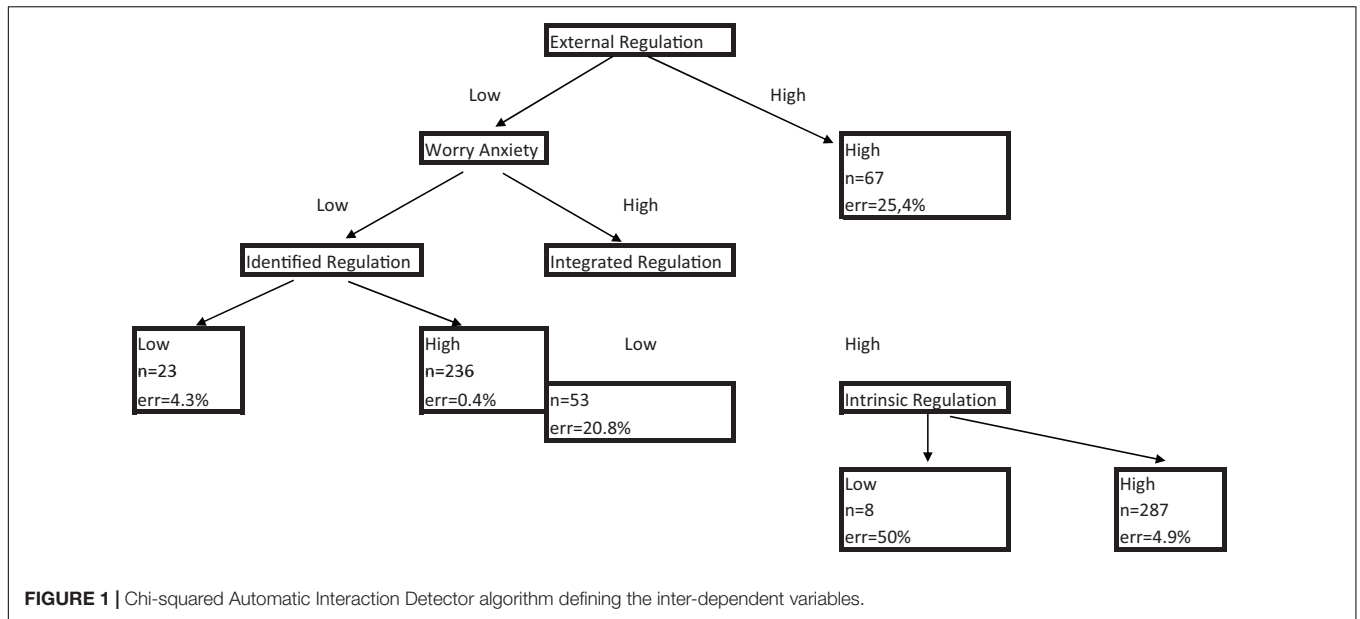 External Regulation
Low
High
Worry Anxiety
High
n=67
err=25,4%
Low
High
Identified Regulation
Integrated Regulation
Low
n=23
err=4.3%
High
n=236
err=0.4%
Low
High
n=53
err=20.8%
Intrinsic Regulation
Low
n=8
err=50%
High
n=287
err=4.9%
FIGURE 1 | Chi-squared Automatic Interaction Detector algorithm defining the inter-dependent variables.